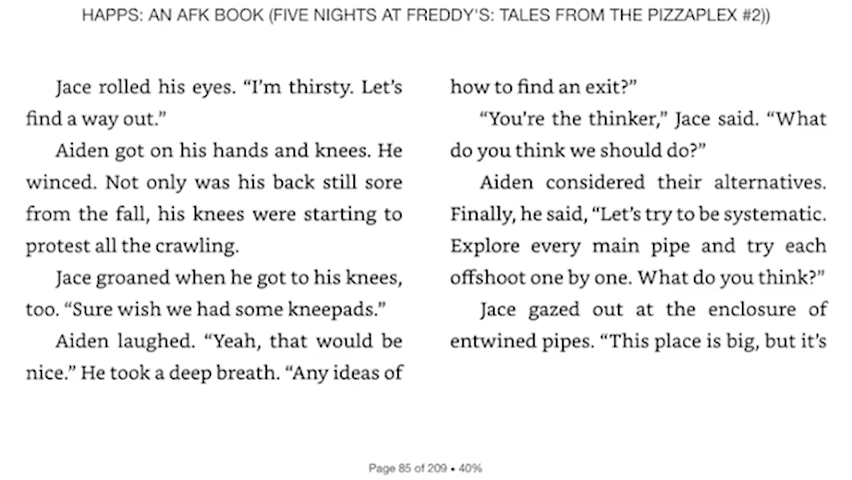 HAPPS: AN AFK BOOK (FIVE NIGHTS AT FREDDY'S: TALES FROM THE PIZZAPLEX #2))
Jace rolled his eyes. “I’m thirsty. Let’s
find a way out.”
Aiden got on his hands and knees. He
winced. Not only was his back still sore
from the fall, his knees were starting to
protest all the crawling.
Jace groaned when he got to his knees,
too. “Sure wish we had some kneepads.”
Aiden laughed. “Yeah, that would be
nice.” He took a deep breath. “Any ideas of
how to find an exit?”
“You’re the thinker,” Jace said. “What
do you think we should do?”
Aiden considered their alternatives.
Finally, he said, “Let’s try to be systematic.
Explore every main pipe and try each
offshoot one by one. What do you think?”
Jace gazed out at the enclosure of
entwined pipes. “This place is big, but it’s
Page 85 of 209 • 40%